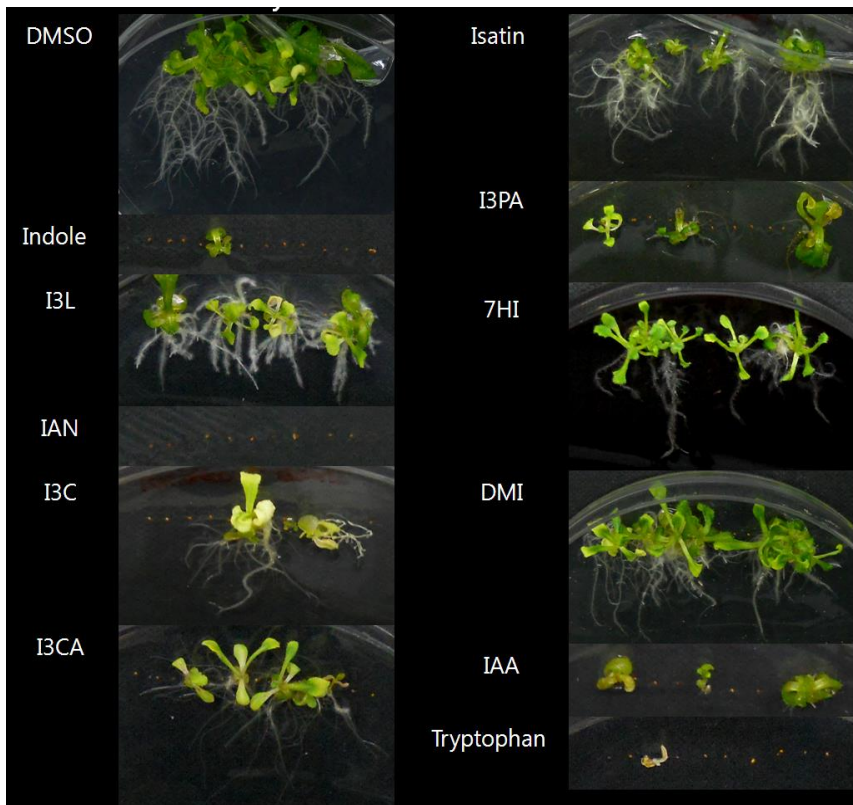 DMSO
Indole
I3L
IAN
I3C
I3CA
Isatin
I3PA
7HI
DMI
IAA
Tryptophan